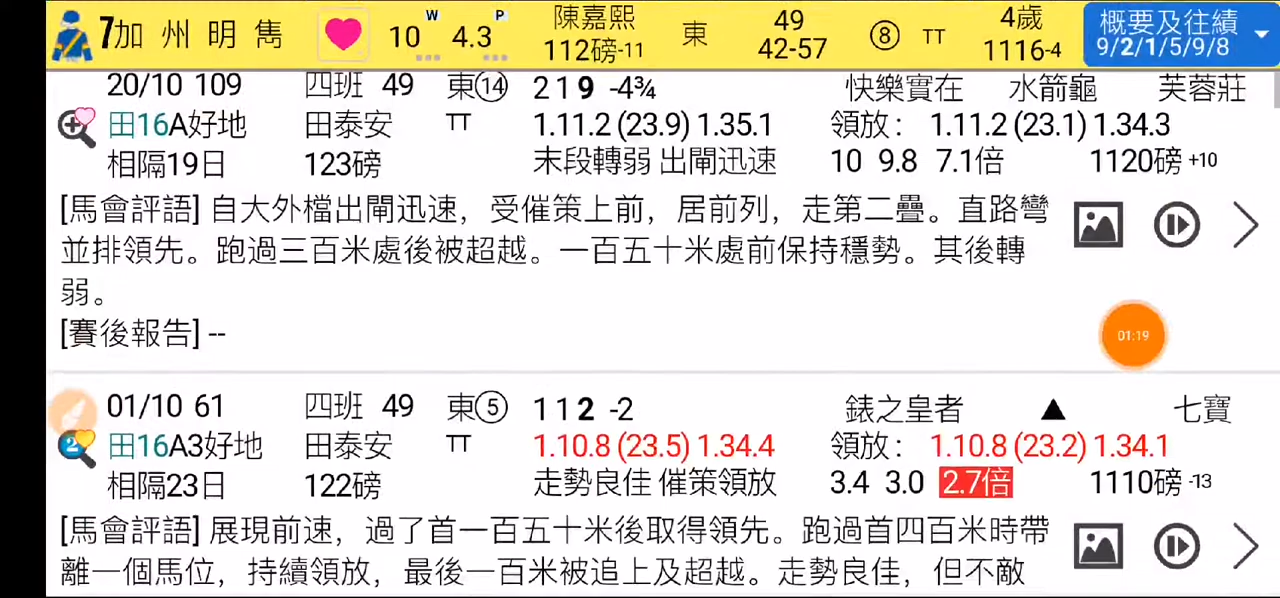 7加州明雋 10 W 4.3 P 陳嘉熙 112磅-11 東 49 42-57 ⑧ TT 4歲 1116-4 概要及往績 9/2/1/5/9/8
20/10 109 四班 49 東⑭ 2 1 9 -4¾ 快樂實在 水箭龜 芙蓉莊
田16A好地 田泰安 TT 1.11.2 (23.9) 1.35.1 領放： 1.11.2 (23.1) 1.34.3
相隔19日 123磅 末段轉弱 出閘迅速 10 9.8 7.1倍 1120磅 +10
[馬會評語] 自大外檔出閘迅速，受催策上前，居前列，走第二疊。直路彎
並排領先。跑過三百米處後被超越。一百五十米處前保持穩勢。其後轉
弱。
[賽後報告] --
01:19
01/10 61 四班 49 東⑤ 1 1 2 -2 錶之皇者 ▲ 七寶
2 田16A3好地 田泰安 TT 1.10.8 (23.5) 1.34.4 領放： 1.10.8 (23.2) 1.34.1
相隔23日 122磅 走勢良佳 催策領放 3.4 3.0 2.7倍 1110磅 -13
[馬會評語] 展現前速，過了首一百五十米後取得領先。跑過首四百米時帶
離一個馬位，持續領放，最後一百米被追上及超越。走勢良佳，但不敵